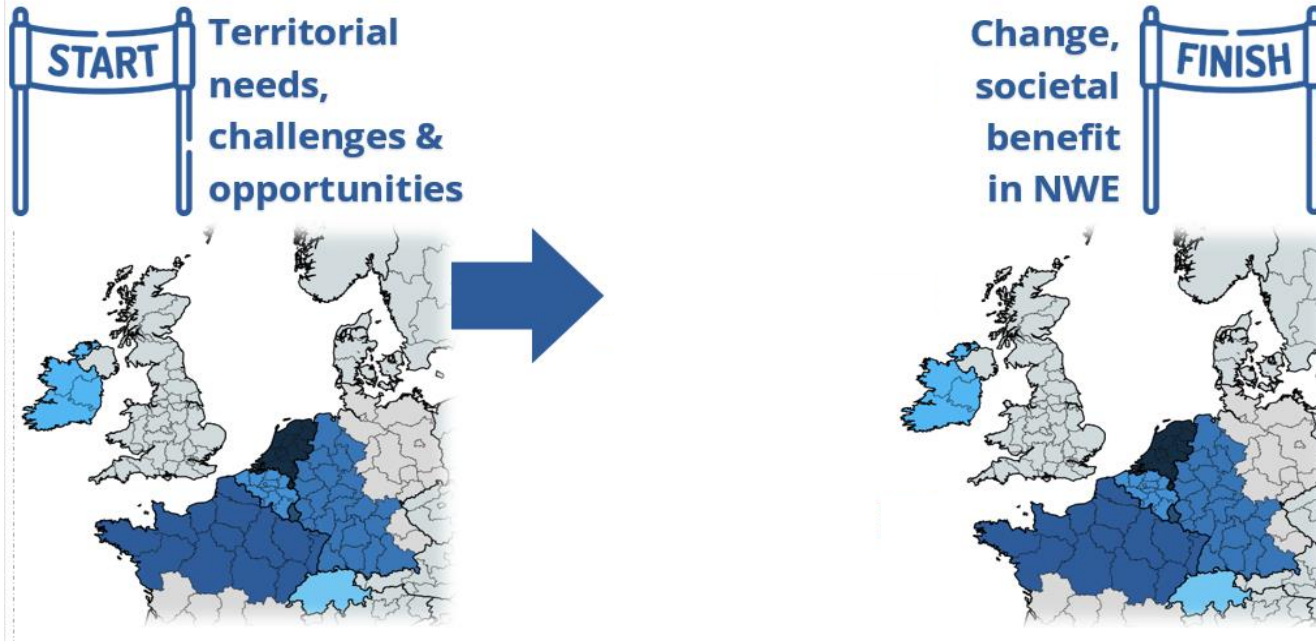 START
Territorial
needs,
challenges &
opportunities
Change,
societal
benefit
in NWE
FINISH